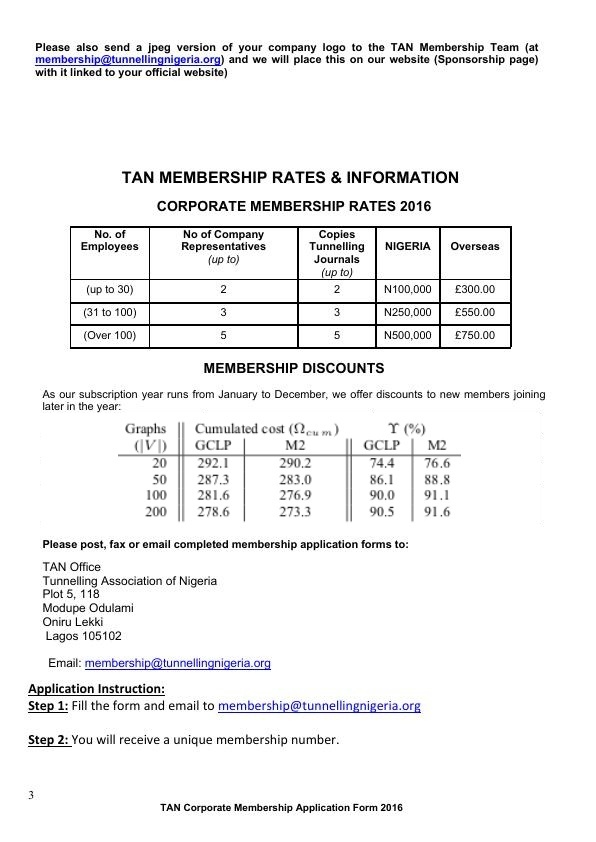 Please also send a jpeg version of your company logo to the TAN Membership Team (at
membership@tunnellingnigeria.org) and we will place this on our website (Sponsorship page)
with it linked to your official website)
TAN MEMBERSHIP RATES & INFORMATION
CORPORATE MEMBERSHIP RATES 2016
No. of Employees | No of Company Representatives (up to) | Copies Tunnelling Journals (up to) | NIGERIA | Overseas
(up to 30) | 2 | 2 | N100,000 | £300.00
(31 to 100) | 3 | 3 | N250,000 | £550.00
(Over 100) | 5 | 5 | N500,000 | £750.00
MEMBERSHIP DISCOUNTS
As our subscription year runs from January to December, we offer discounts to new members joining
later in the year:
Graphs (|V|) | Cumulated cost (Ω_cum) | ϒ (%)
GCLP | M2 | GCLP | M2
20 | 292.1 | 290.2 | 74.4 | 76.6
50 | 287.3 | 283.0 | 86.1 | 88.8
100 | 281.6 | 276.9 | 90.0 | 91.1
200 | 278.6 | 273.3 | 90.5 | 91.6
Please post, fax or email completed membership application forms to:
TAN Office
Tunnelling Association of Nigeria
Plot 5, 118
Modupe Odulami
Oniru Lekki
Lagos 105102
Email: membership@tunnellingnigeria.org
Application Instruction:
Step 1: Fill the form and email to membership@tunnellingnigeria.org
Step 2: You will receive a unique membership number.
3
TAN Corporate Membership Application Form 2016